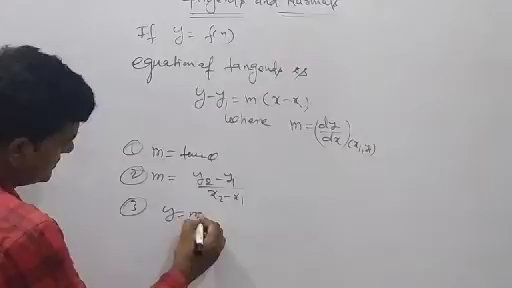 Tangents and Normals
If y = f(x)
equation of tangents is
y - y₁ = m (x - x₁)
where m = (dy/dx)(x₁, y₁)
① m = tanθ
② m = y₂ - y₁ / x₂ - x₁
③ y = m